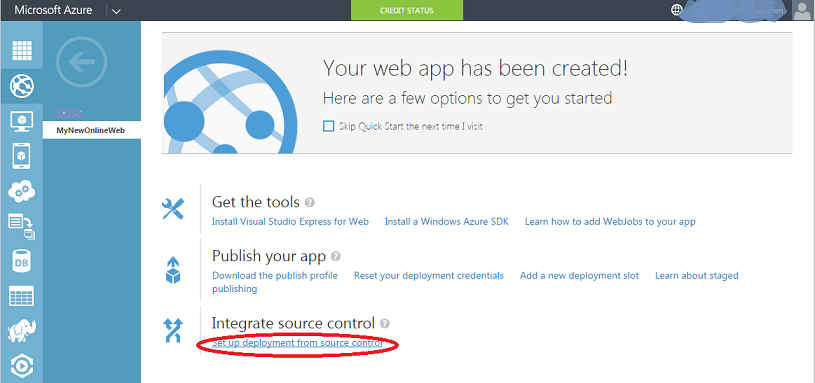 Microsoft Azure
CREDIT STATUS
.com
Your web app has been created!
Here are a few options to get you started
Skip Quick Start the next time I visit
MyNewOnlineWeb
Get the tools ?
Install Visual Studio Express for Web Install a Windows Azure SDK Learn how to add WebJobs to your app
Publish your app ?
Download the publish profile Reset your deployment credentials Add a new deployment slot Learn about staged
publishing
DB
Integrate source control ?
Set up deployment from source control